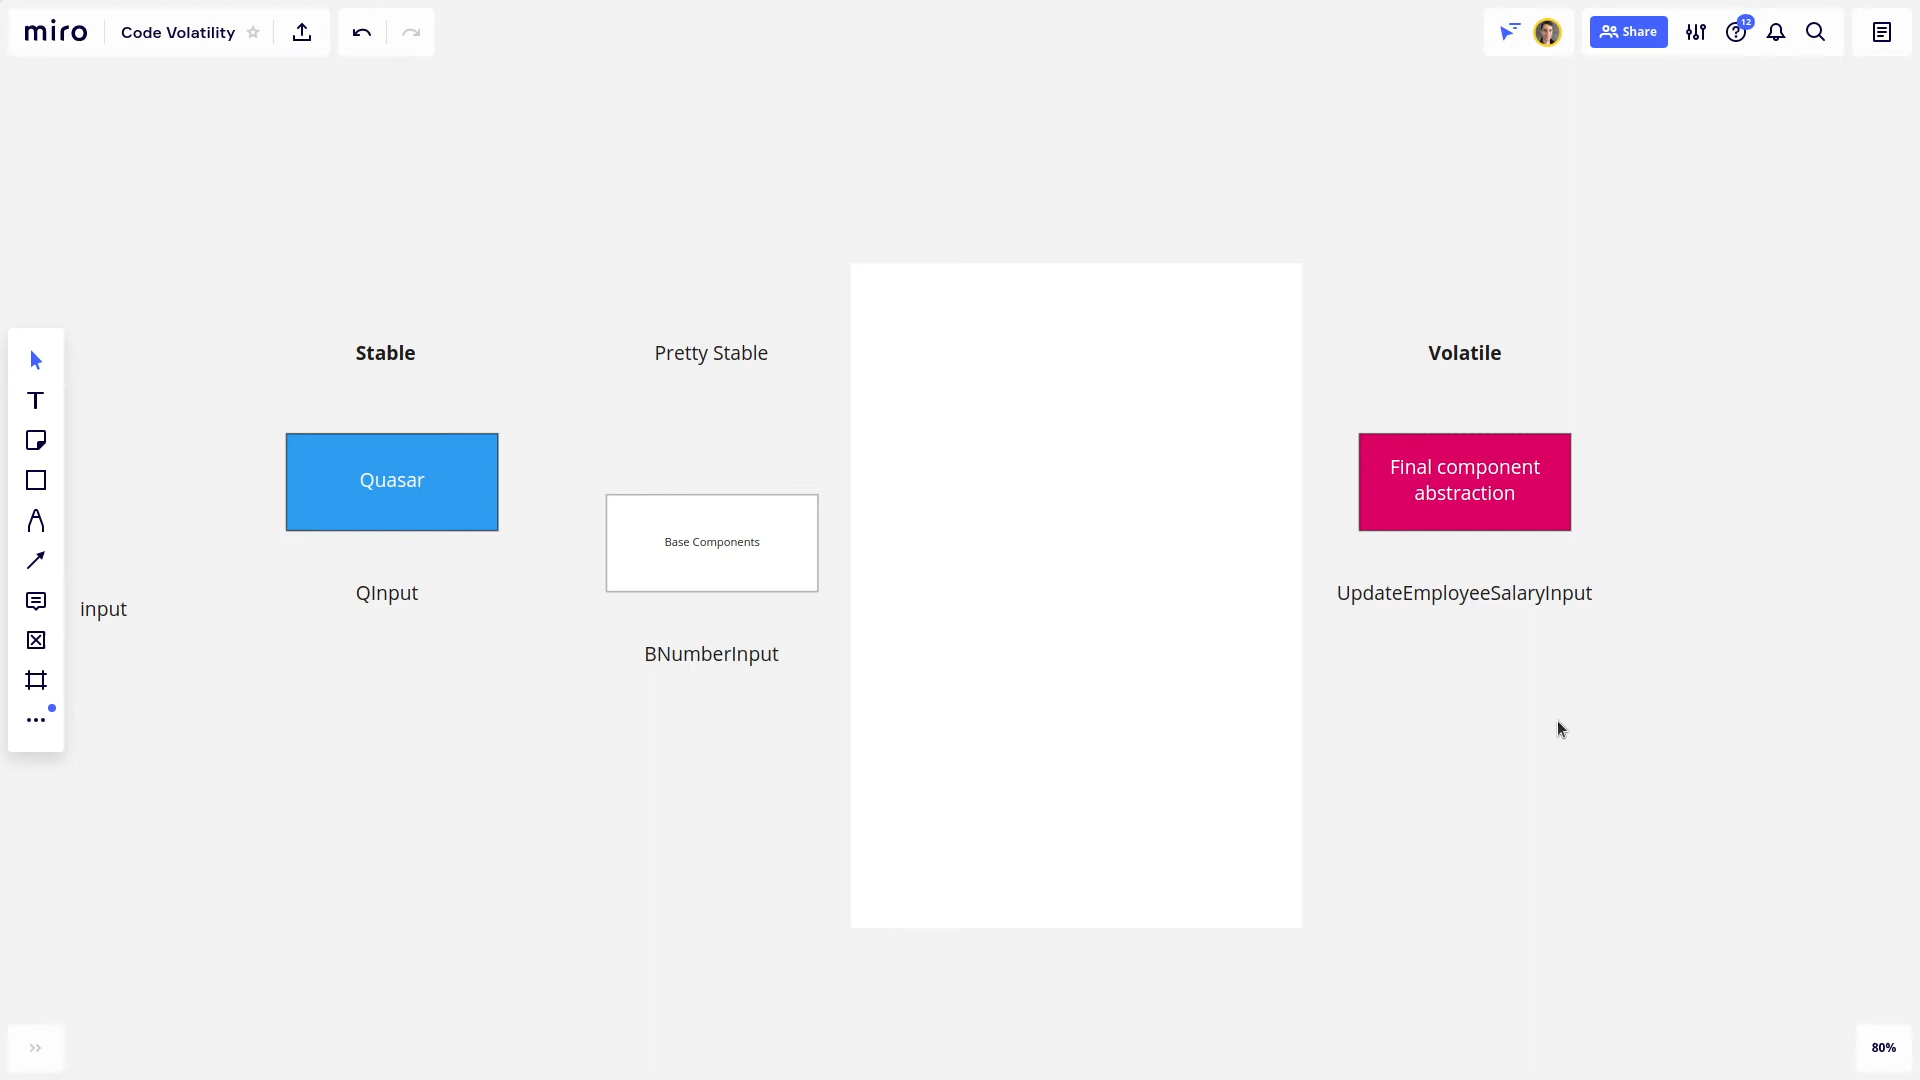 miro
Code Volatility
Share
12
Stable
Pretty Stable
Volatile
Quasar
Final component
abstraction
Base Components
QInput
UpdateEmployeeSalaryInput
input
BNumberInput
80%